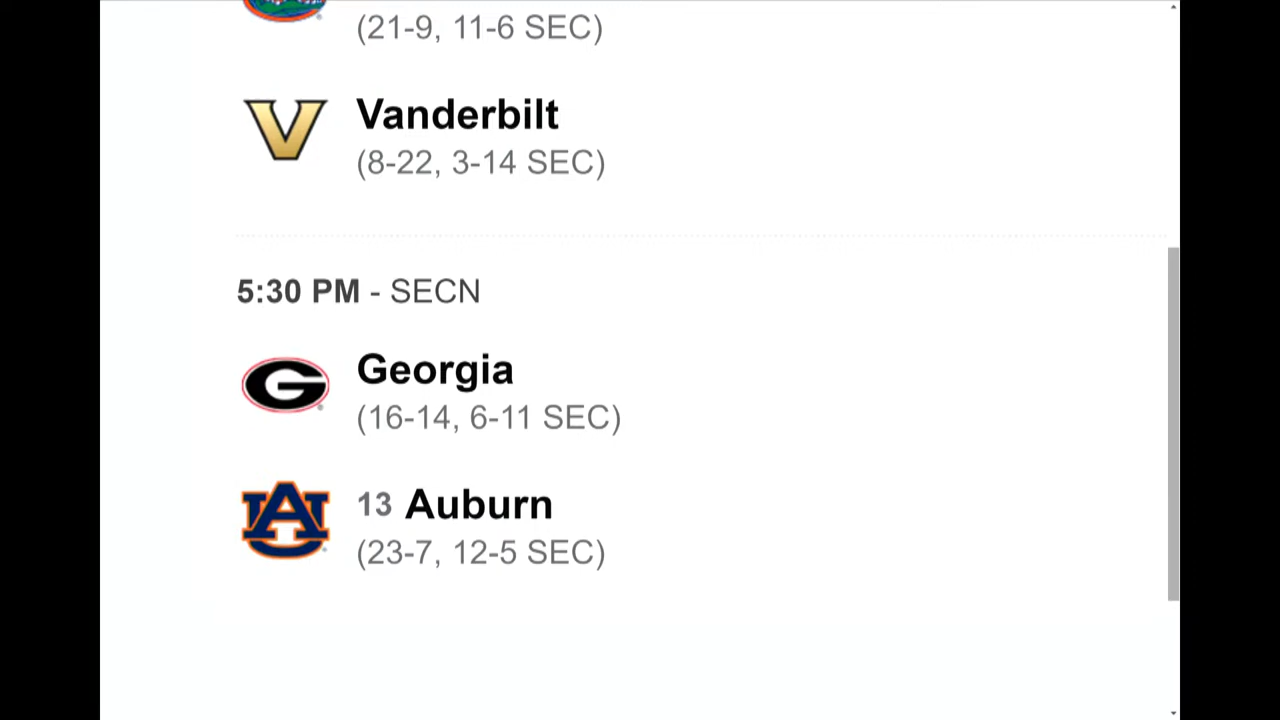 (21-9, 11-6 SEC)
Vanderbilt
(8-22, 3-14 SEC)
5:30 PM - SECN
Georgia
(16-14, 6-11 SEC)
13 Auburn
(23-7, 12-5 SEC)